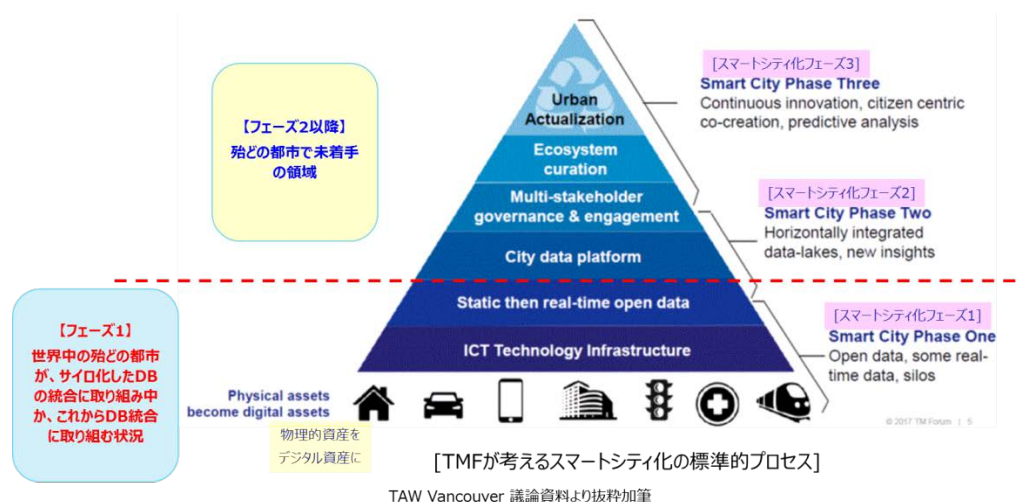 【フェーズ2以降】
殆どの都市で未着手
の領域
【フェーズ1】
世界中の殆どの都市
が、サイロ化したDB
の統合に取り組み中
か、これからDB統合
に取り組む状況
Urban
Actualization
Ecosystem
curation
Multi-stakeholder
governance & engagement
City data platform
Static then real-time open data
ICT Technology Infrastructure
[スマートシティ化フェーズ3]
Smart City Phase Three
Continuous innovation, citizen centric
co-creation, predictive analysis
[スマートシティ化フェーズ2]
Smart City Phase Two
Horizontally integrated
data-lakes, new insights
[スマートシティ化フェーズ1]
Smart City Phase One
Open data, some real-
time data, silos
Physical assets
become digital assets
物理的資産を
デジタル資産に
© 2017 TM Forum | 5
[TMFが考えるスマートシティ化の標準的プロセス]
TAW Vancouver 議論資料より抜粋加筆